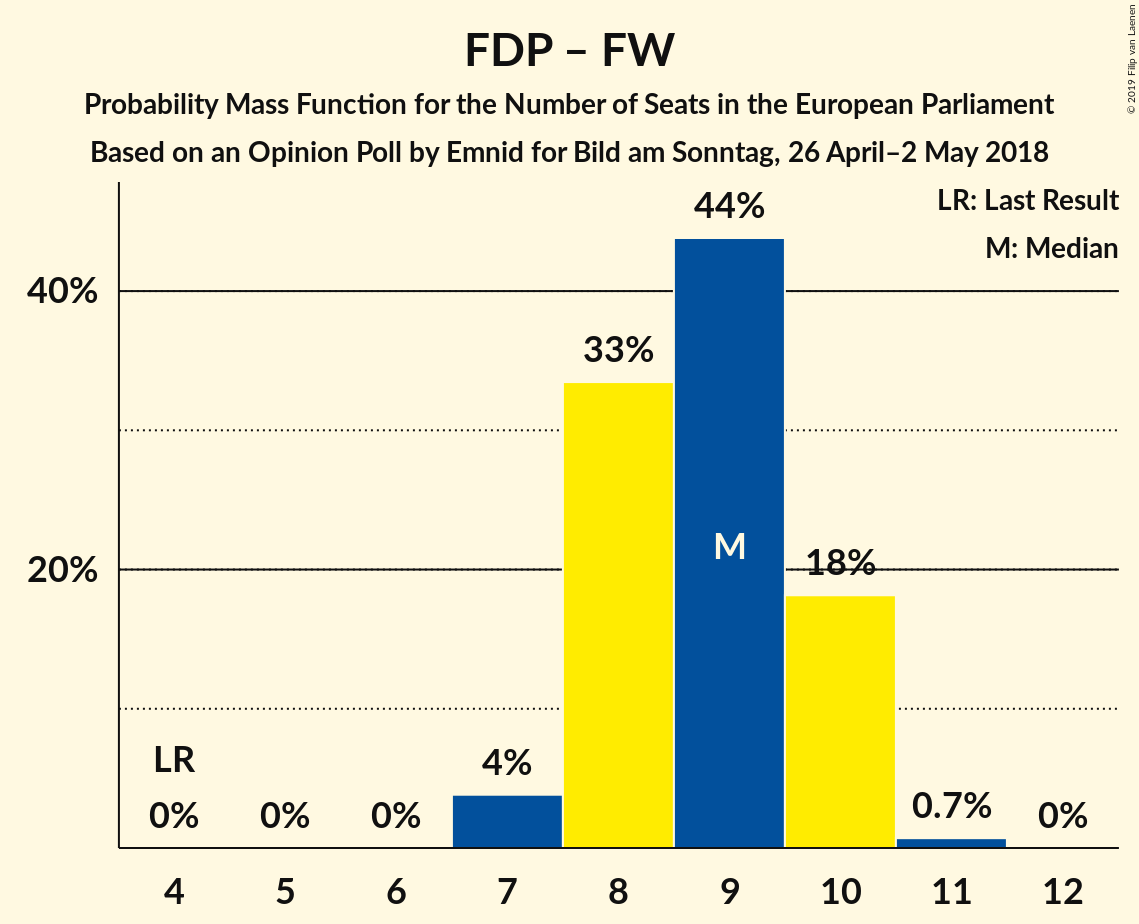 FDP – FW
Probability Mass Function for the Number of Seats in the European Parliament
Based on an Opinion Poll by Emnid for Bild am Sonntag, 26 April–2 May 2018
© 2019 Filip van Laenen
LR: Last Result
M: Median
44%
40%
33%
M
20%
18%
LR
4%
0%
0%
0%
0.7%
0%
4 5 6 7 8 9 10 11 12